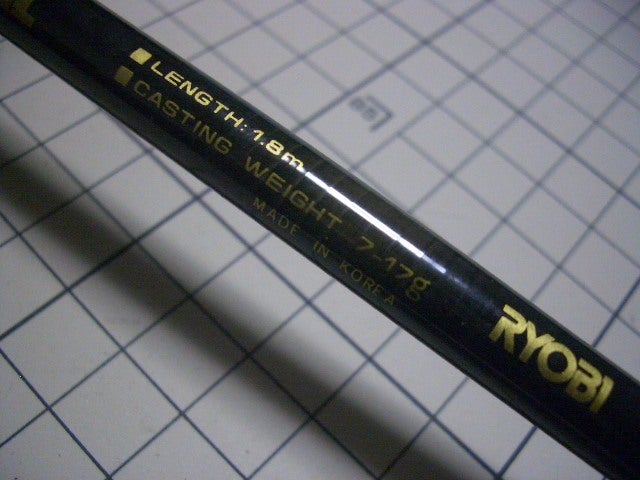 ■ LENGTH: 1.8m
■ CASTING WEIGHT 7-17g
MADE IN KOREA
RYOBI